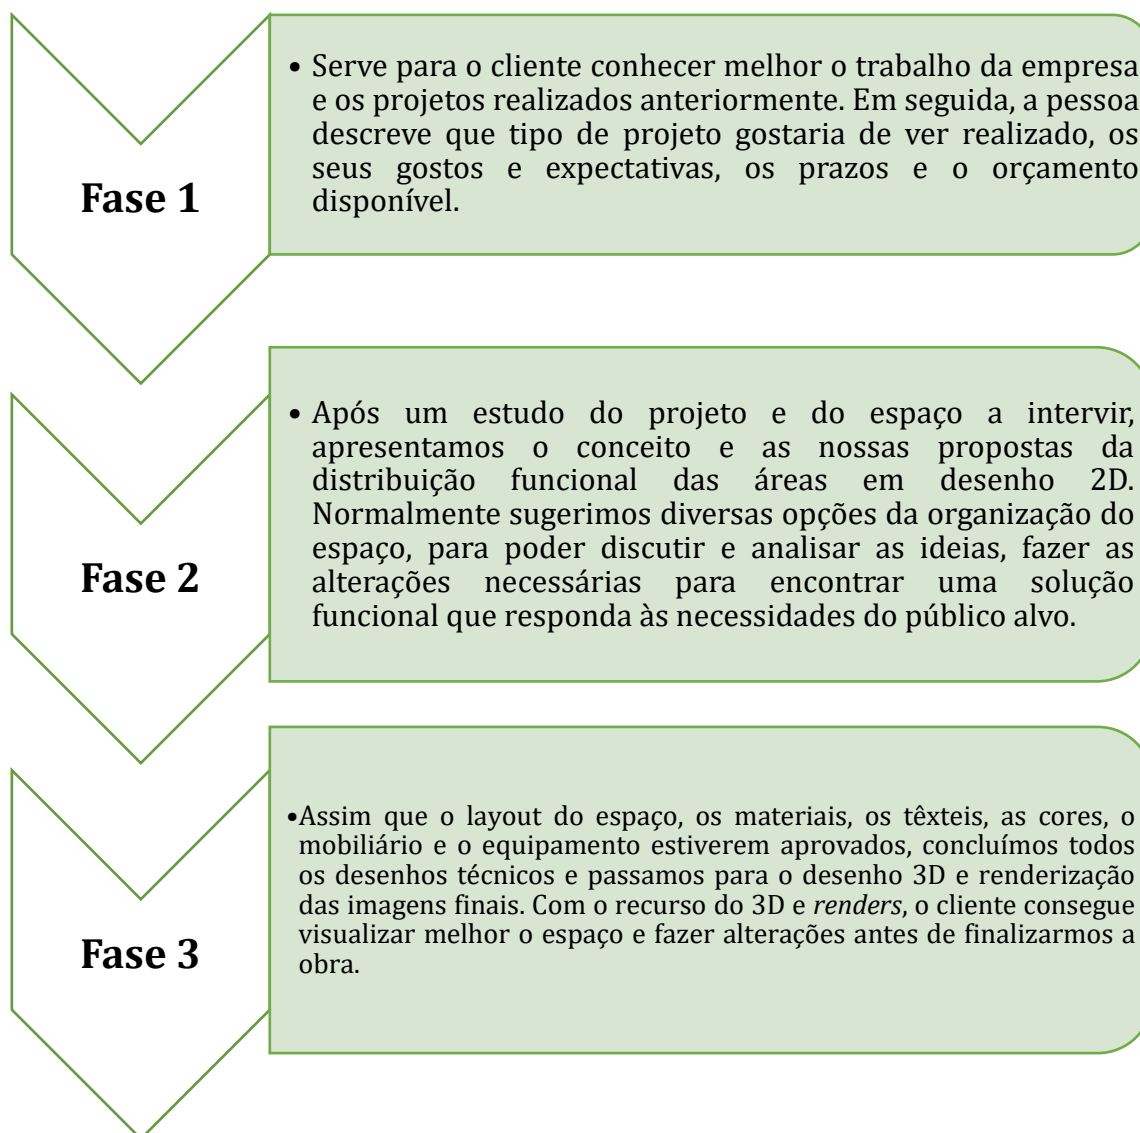 Fase 1
• Serve para o cliente conhecer melhor o trabalho da empresa
e os projetos realizados anteriormente. Em seguida, a pessoa
descreve que tipo de projeto gostaria de ver realizado, os
seus gostos e expectativas, os prazos e o orçamento
disponível.
Fase 2
• Após um estudo do projeto e do espaço a intervir,
apresentamos o conceito e as nossas propostas da
distribuição funcional das áreas em desenho 2D.
Normalmente sugerimos diversas opções da organização do
espaço, para poder discutir e analisar as ideias, fazer as
alterações necessárias para encontrar uma solução
funcional que responda às necessidades do público alvo.
Fase 3
•Assim que o layout do espaço, os materiais, os têxteis, as cores, o
mobiliário e o equipamento estiverem aprovados, concluímos todos
os desenhos técnicos e passamos para o desenho 3D e renderização
das imagens finais. Com o recurso do 3D e renders, o cliente consegue
visualizar melhor o espaço e fazer alterações antes de finalizarmos a
obra.